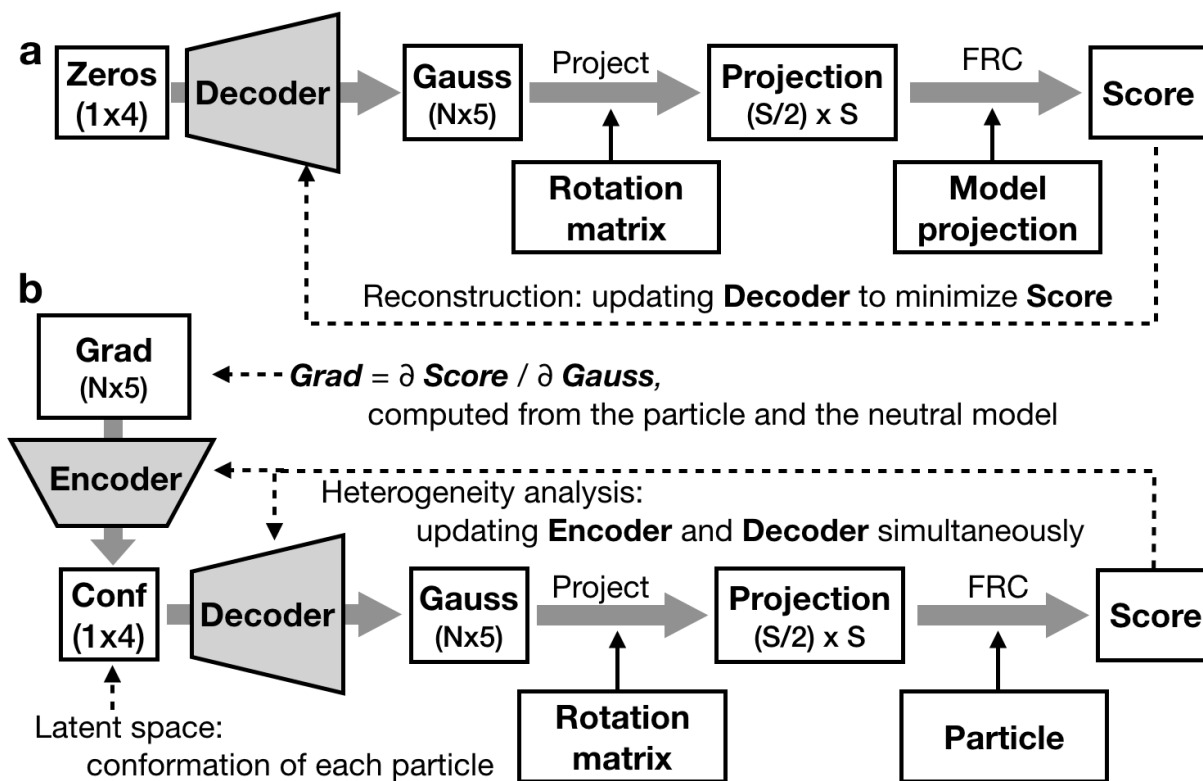 a
Zeros
(1x4)
Decoder
Gauss
(Nx5)
Project
Rotation
matrix
Projection
(S/2) x S
FRC
Model
projection
Score
Reconstruction: updating Decoder to minimize Score
b
Grad
(Nx5)
Grad = ∂ Score / ∂ Gauss,
computed from the particle and the neutral model
Encoder
Heterogeneity analysis:
updating Encoder and Decoder simultaneously
Conf
(1x4)
Decoder
Gauss
(Nx5)
Project
Rotation
matrix
Projection
(S/2) x S
FRC
Particle
Score
Latent space:
conformation of each particle